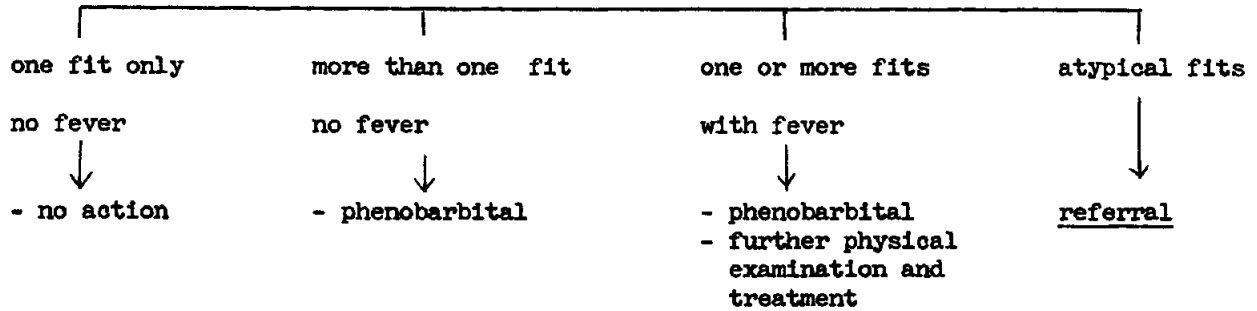 one fit only
no fever
- no action
more than one fit
no fever
- phenobarbital
one or more fits
with fever
- phenobarbital
- further physical
examination and
treatment
atypical fits
referral